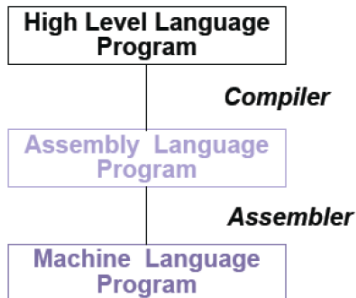 High Level Language
Program
Compiler
Assembly Language
Program
Assembler
Machine Language
Program